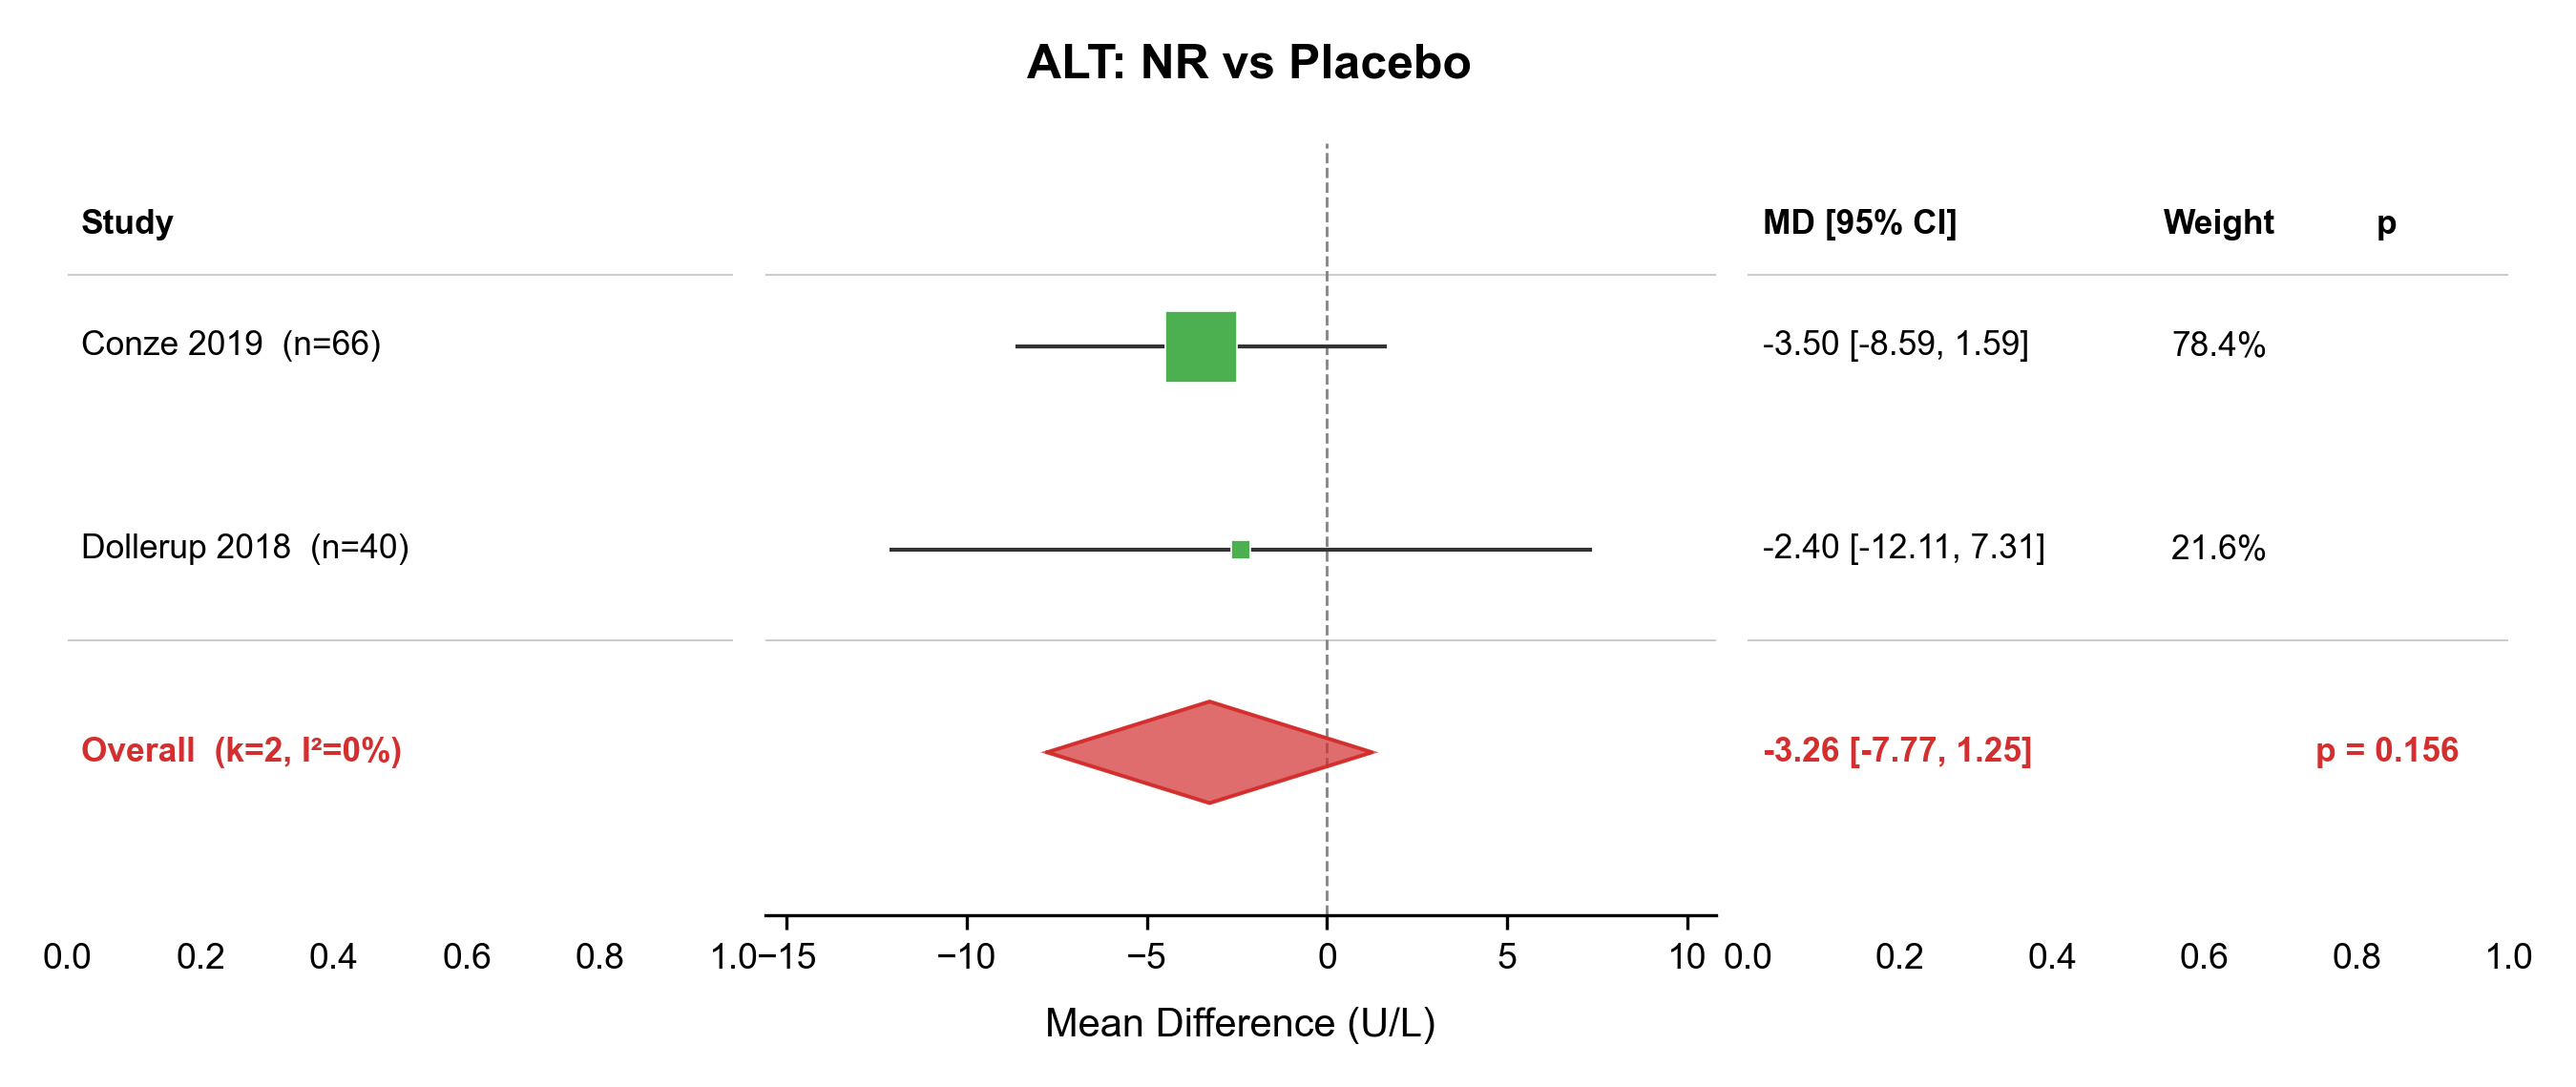 ALT: NR vs Placebo
Study MD [95% CI] Weight p
Conze 2019 (n=66) -3.50 [-8.59, 1.59] 78.4%
Dollerup 2018 (n=40) -2.40 [-12.11, 7.31] 21.6%
Overall (k=2, I²=0%) -3.26 [-7.77, 1.25] p = 0.156
0.0 0.2 0.4 0.6 0.8 1.0 −15 −10 −5 0 5 10 0.0 0.2 0.4 0.6 0.8 1.0
Mean Difference (U/L)